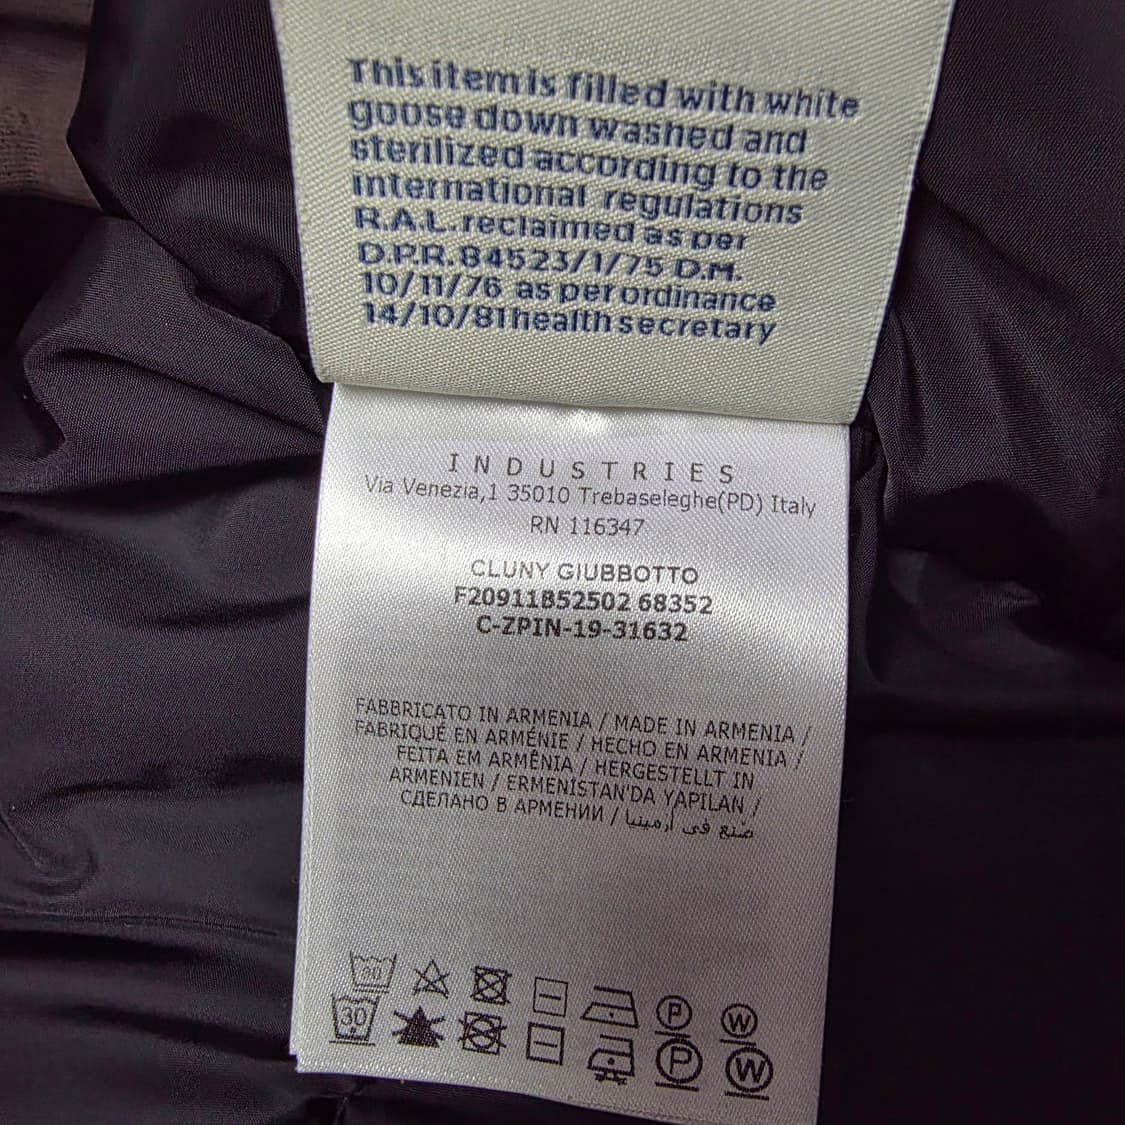 This item is filled with white
goose down washed and
sterilized according to the
international regulations
R.A.L. reclaimed as per
D.P.R. 84523/1/75 D.M.
10/11/76 as per ordinance
14/10/81 health secretary
INDUSTRIES
Via Venezia,1 35010 Trebaseleghe(PD) Italy
RN 116347
CLUNY GIUBBOTTO
F20911B52502 68352
C-ZPIN-19-31632
FABBRICATO IN ARMENIA / MADE IN ARMENIA /
FABRIQUÉ EN ARMÉNIE / HECHO EN ARMENIA /
FEITA EM ARMÊNIA / HERGESTELLT IN
ARMENIEN / ERMENİSTAN'DA YAPILAN /
СДЕЛАНО В АРМЕНИИ / صنع في أرمينيا
30 P W
30 P W